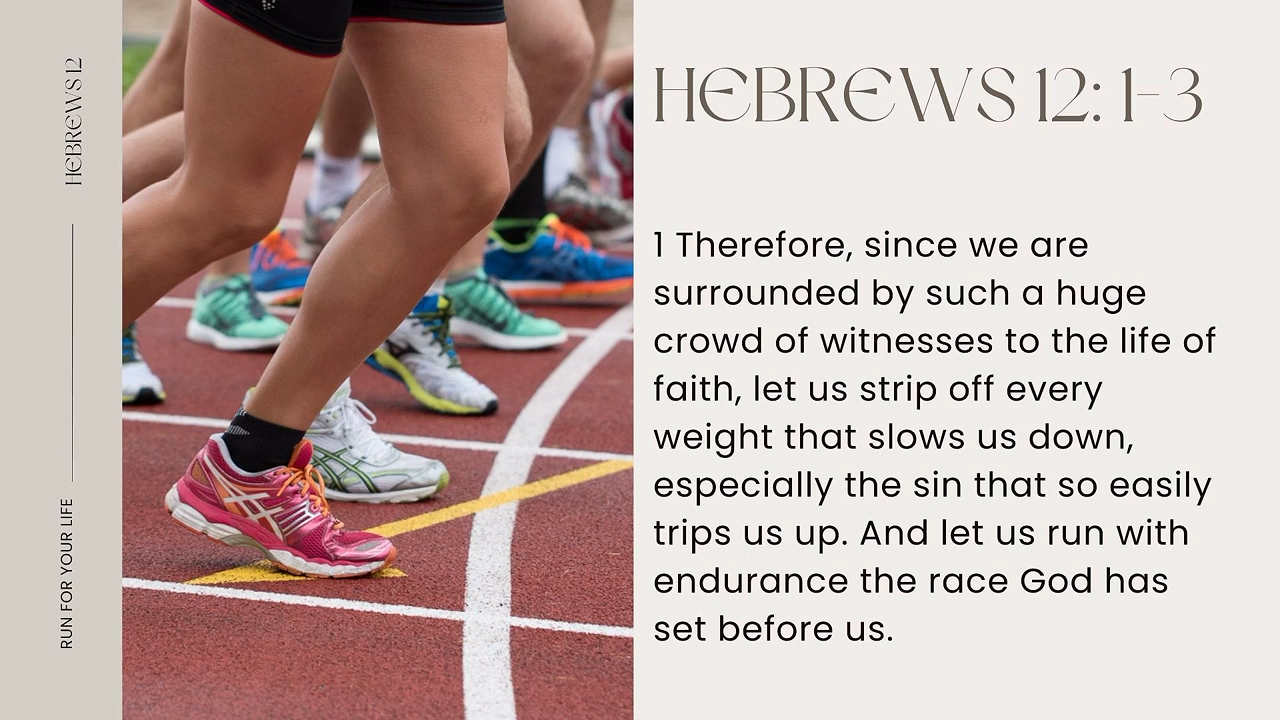 HEBREWS 12
RUN FOR YOUR LIFE
HEBREWS 12: 1-3
1 Therefore, since we are
surrounded by such a huge
crowd of witnesses to the life of
faith, let us strip off every
weight that slows us down,
especially the sin that so easily
trips us up. And let us run with
endurance the race God has
set before us.